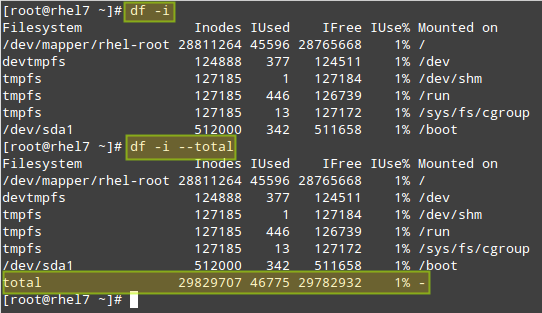 [root@rhel7 ~]# df -i
Filesystem Inodes IUsed IFree IUse% Mounted on
/dev/mapper/rhel-root 28811264 45596 28765668 1% /
devtmpfs 124888 377 124511 1% /dev
tmpfs 127185 1 127184 1% /dev/shm
tmpfs 127185 446 126739 1% /run
tmpfs 127185 13 127172 1% /sys/fs/cgroup
/dev/sda1 512000 342 511658 1% /boot
[root@rhel7 ~]# df -i --total
Filesystem Inodes IUsed IFree IUse% Mounted on
/dev/mapper/rhel-root 28811264 45596 28765668 1% /
devtmpfs 124888 377 124511 1% /dev
tmpfs 127185 1 127184 1% /dev/shm
tmpfs 127185 446 126739 1% /run
tmpfs 127185 13 127172 1% /sys/fs/cgroup
/dev/sda1 512000 342 511658 1% /boot
total 29829707 46775 29782932 1% -
[root@rhel7 ~]#